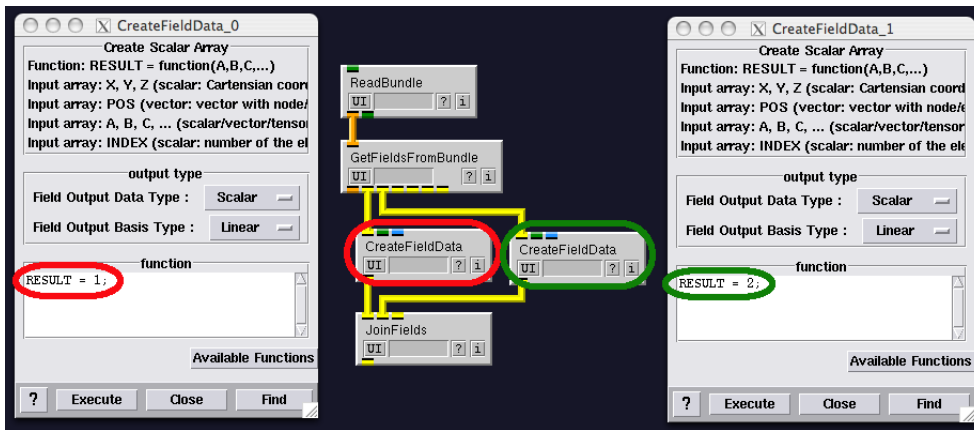 X CreateFieldData_0
Create Scalar Array
Function: RESULT = function(A,B,C,...)
Input array: X, Y, Z (scalar: Cartensian coord
Input array: POS (vector: vector with node/
Input array: A, B, C, ... (scalar/vector/tensor
Input array: INDEX (scalar: number of the el
output type
Field Output Data Type : Scalar
Field Output Basis Type : Linear
function
RESULT = 1;
Available Functions
? Execute Close Find
ReadBundle
UI ? i
GetFieldsFromBundle
UI ? i
CreateFieldData
UI ? i
CreateFieldData
UI ? i
JoinFields
UI ? i
X CreateFieldData_1
Create Scalar Array
Function: RESULT = function(A,B,C,...)
Input array: X, Y, Z (scalar: Cartensian coord
Input array: POS (vector: vector with node/e
Input array: A, B, C, ... (scalar/vector/tensor
Input array: INDEX (scalar: number of the ele
output type
Field Output Data Type : Scalar
Field Output Basis Type : Linear
function
RESULT = 2;
Available Functions
? Execute Close Find